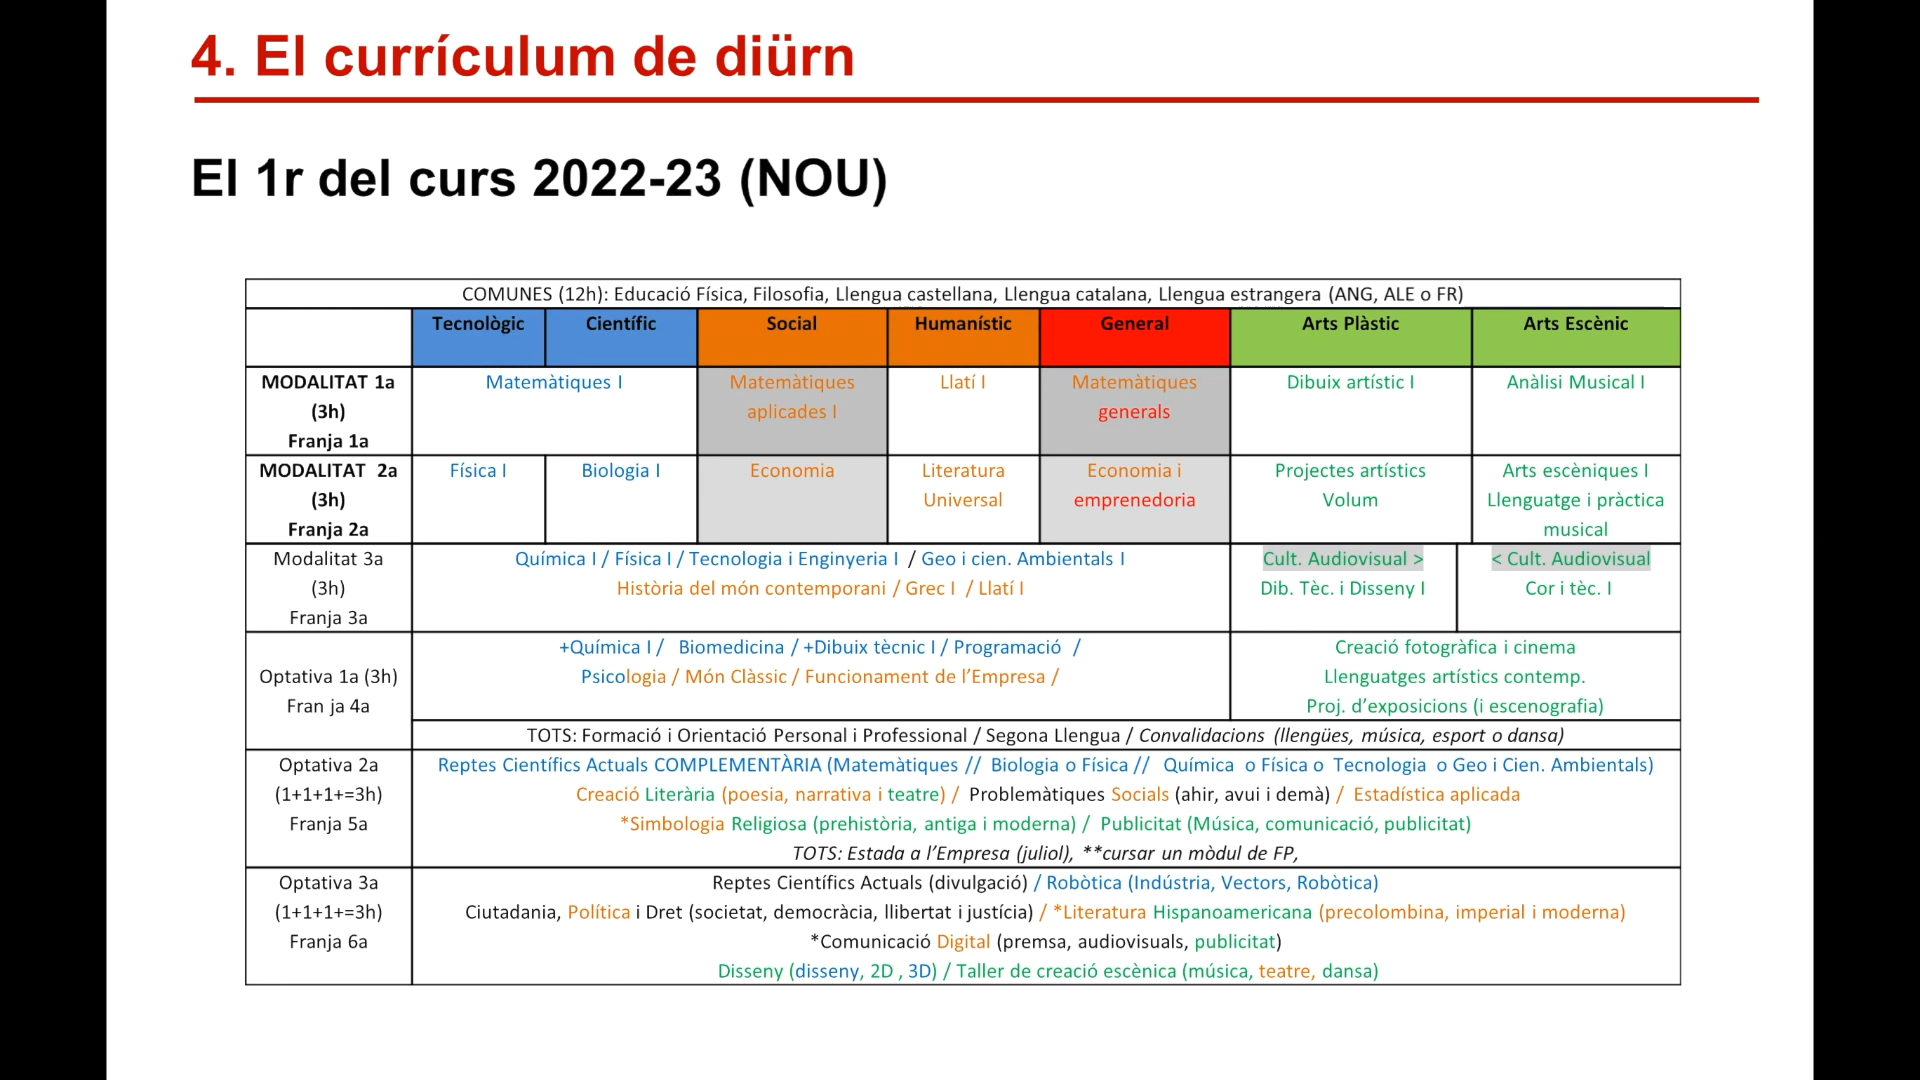 4. El currículum de diürn
El 1r del curs 2022-23 (NOU)
COMUNES (12h): Educació Física, Filosofia, Llengua castellana, Llengua catalana, Llengua estrangera (ANG, ALE o FR)
Tecnològic Científic Social Humanístic General Arts Plàstic Arts Escènic
MODALITAT 1a
(3h)
Franja 1a
Matemàtiques I
Matemàtiques
aplicades I
Llatí I
Matemàtiques
generals
Dibuix artístic I
Anàlisi Musical I
MODALITAT 2a
(3h)
Franja 2a
Física I
Biologia I
Economia
Literatura
Universal
Economia i
emprenedoria
Projectes artístics
Volum
Arts escèniques I
Llenguatge i pràctica
musical
Modalitat 3a
(3h)
Franja 3a
Química I / Física I / Tecnologia i Enginyeria I / Geo i cien. Ambientals I
Història del món contemporani / Grec I / Llatí I
Cult. Audiovisual >
Dib. Tèc. i Disseny I
< Cult. Audiovisual
Cor i tèc. I
Optativa 1a (3h)
Fran ja 4a
+Química I / Biomedicina / +Dibuix tècnic I / Programació /
Psicologia / Món Clàssic / Funcionament de l’Empresa /
Creació fotogràfica i cinema
Llenguatges artístics contemp.
Proj. d’exposicions (i escenografia)
TOTS: Formació i Orientació Personal i Professional / Segona Llengua / Convalidacions (llengües, música, esport o dansa)
Optativa 2a
(1+1+1+=3h)
Franja 5a
Reptes Científics Actuals COMPLEMENTÀRIA (Matemàtiques // Biologia o Física // Química o Física o Tecnologia o Geo i Cien. Ambientals)
Creació Literària (poesia, narrativa i teatre) / Problemàtiques Socials (ahir, avui i demà) / Estadística aplicada
*Simbologia Religiosa (prehistòria, antiga i moderna) / Publicitat (Música, comunicació, publicitat)
TOTS: Estada a l’Empresa (juliol), **cursar un mòdul de FP,
Optativa 3a
(1+1+1+=3h)
Franja 6a
Reptes Científics Actuals (divulgació) / Robòtica (Indústria, Vectors, Robòtica)
Ciutadania, Política i Dret (societat, democràcia, llibertat i justícia) / *Literatura Hispanoamericana (precolombina, imperial i moderna)
*Comunicació Digital (premsa, audiovisuals, publicitat)
Disseny (disseny, 2D , 3D) / Taller de creació escènica (música, teatre, dansa)